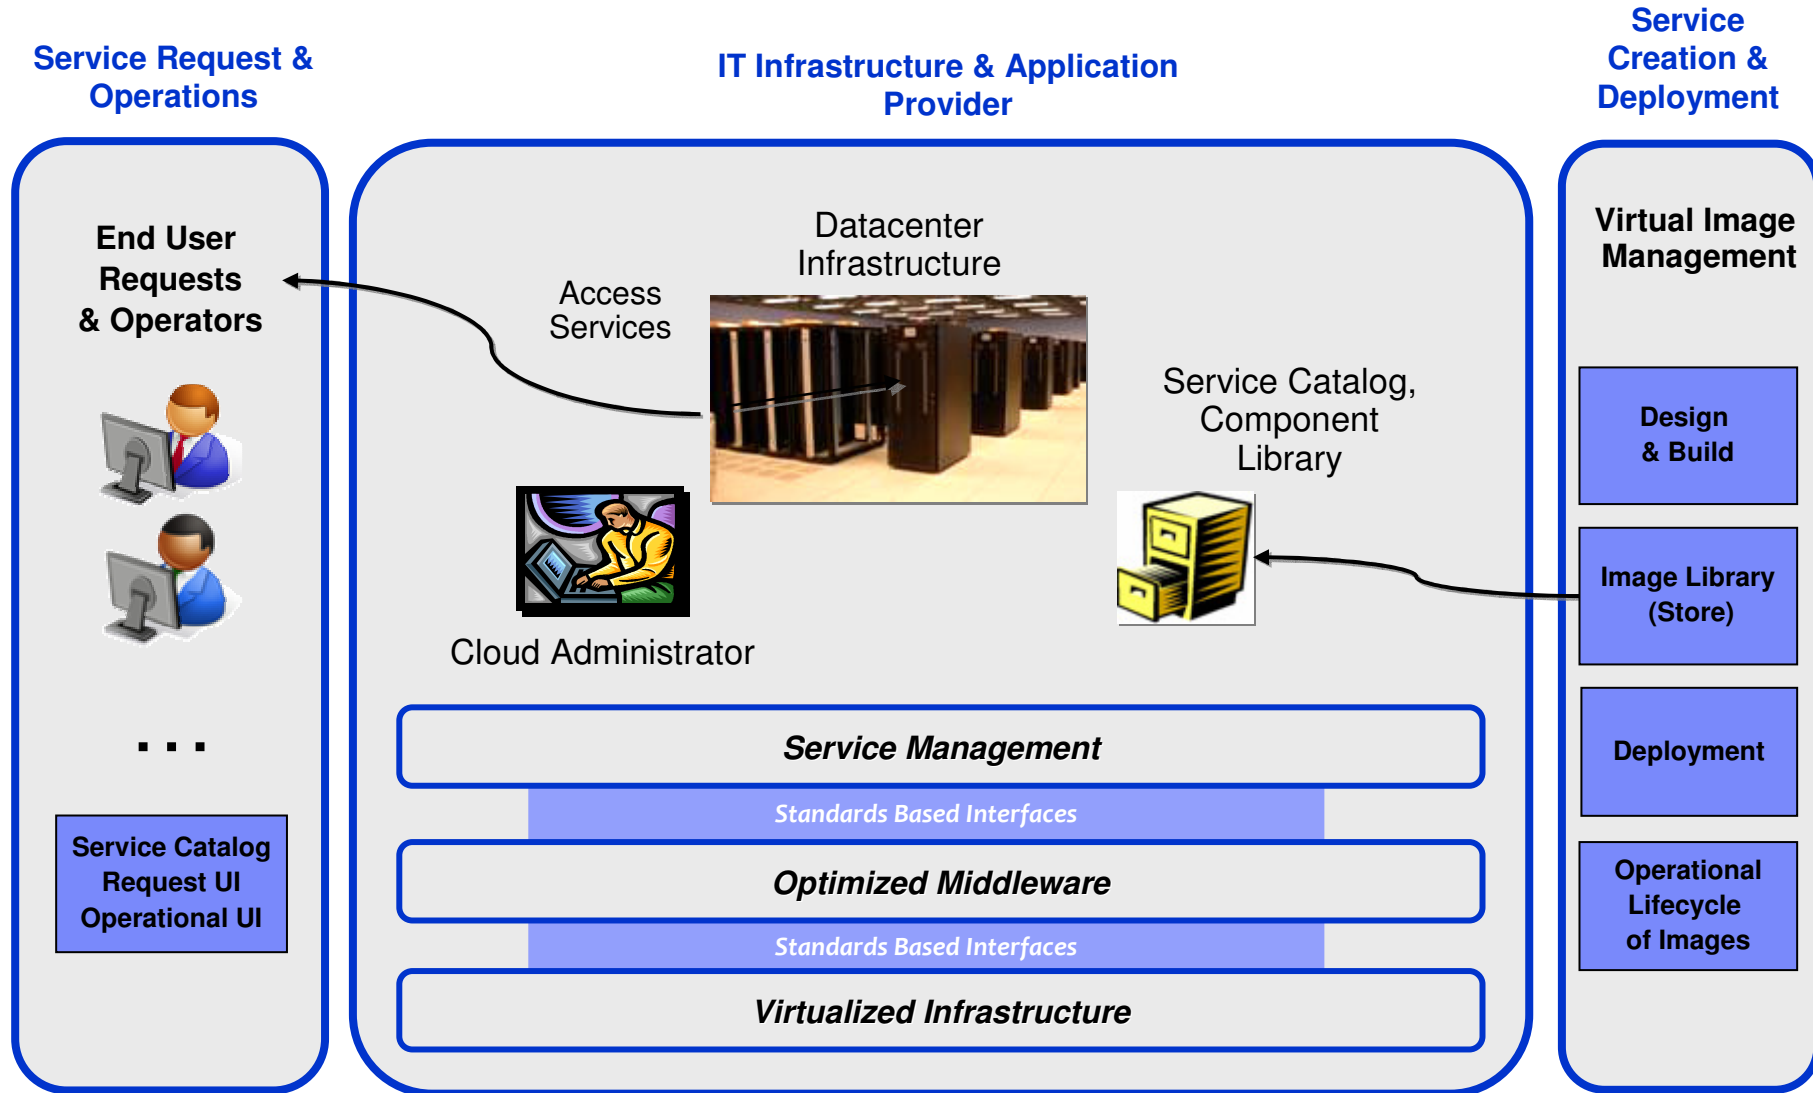 Service Request &
Operations
IT Infrastructure & Application
Provider
Service
Creation &
Deployment
End User
Requests
& Operators
Service Catalog
Request UI
Operational UI
Access
Services
Datacenter
Infrastructure
Service Catalog,
Component
Library
Cloud Administrator
Service Management
Standards Based Interfaces
Optimized Middleware
Standards Based Interfaces
Virtualized Infrastructure
Virtual Image
Management
Design
& Build
Image Library
(Store)
Deployment
Operational
Lifecycle
of Images